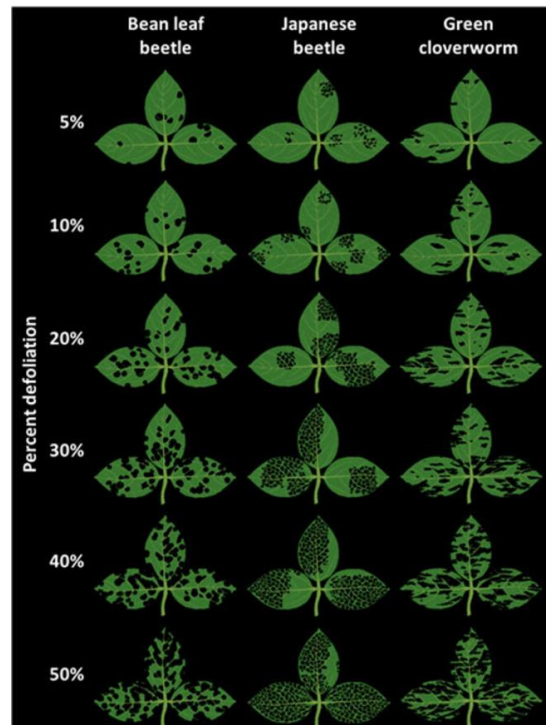 Bean leaf
beetle
Japanese
beetle
Green
cloverworm
Percent defoliation
5%
10%
20%
30%
40%
50%